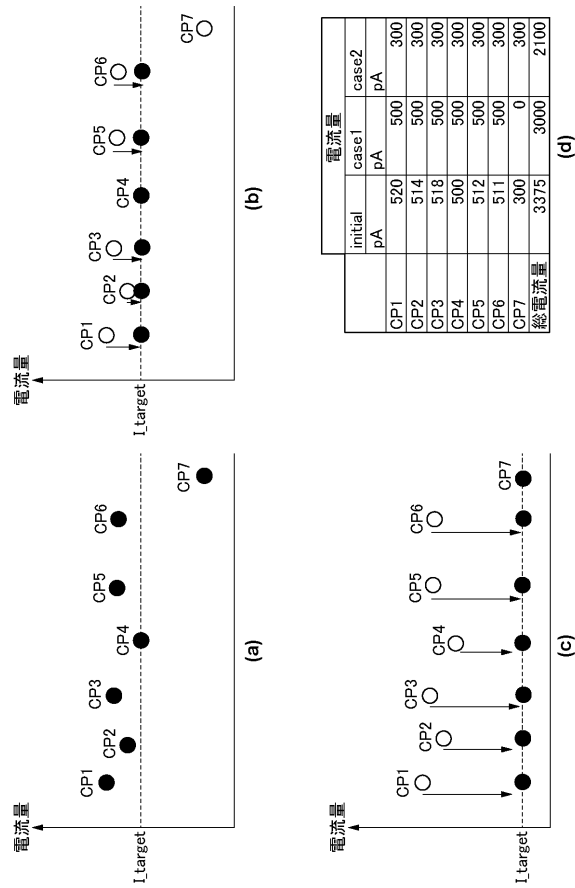 電流量
I_target
CP1
CP2
CP3
CP4
CP5
CP6
CP7
(a)
電流量
I_target
CP1
CP2
CP3
CP4
CP5
CP6
CP7
(b)
電流量
I_target
CP1
CP2
CP3
CP4
CP5
CP6
CP7
(c)
電流量
initial case1 case2
pA pA pA
CP1 520 500 300
CP2 514 500 300
CP3 518 500 300
CP4 500 500 300
CP5 512 500 300
CP6 511 500 300
CP7 300 0 300
総電流量 3375 3000 2100
(d)